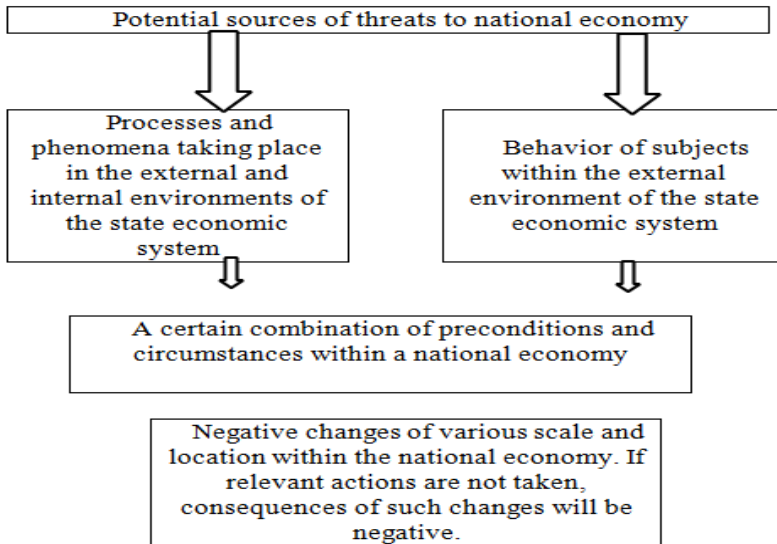 Potential sources of threats to national economy
Processes and
phenomena taking place
in the external and
internal environments of
the state economic
system
Behavior of subjects
within the external
environment of the state
economic system
A certain combination of preconditions and
circumstances within a national economy
Negative changes of various scale and
location within the national economy. If
relevant actions are not taken,
consequences of such changes will be
negative.